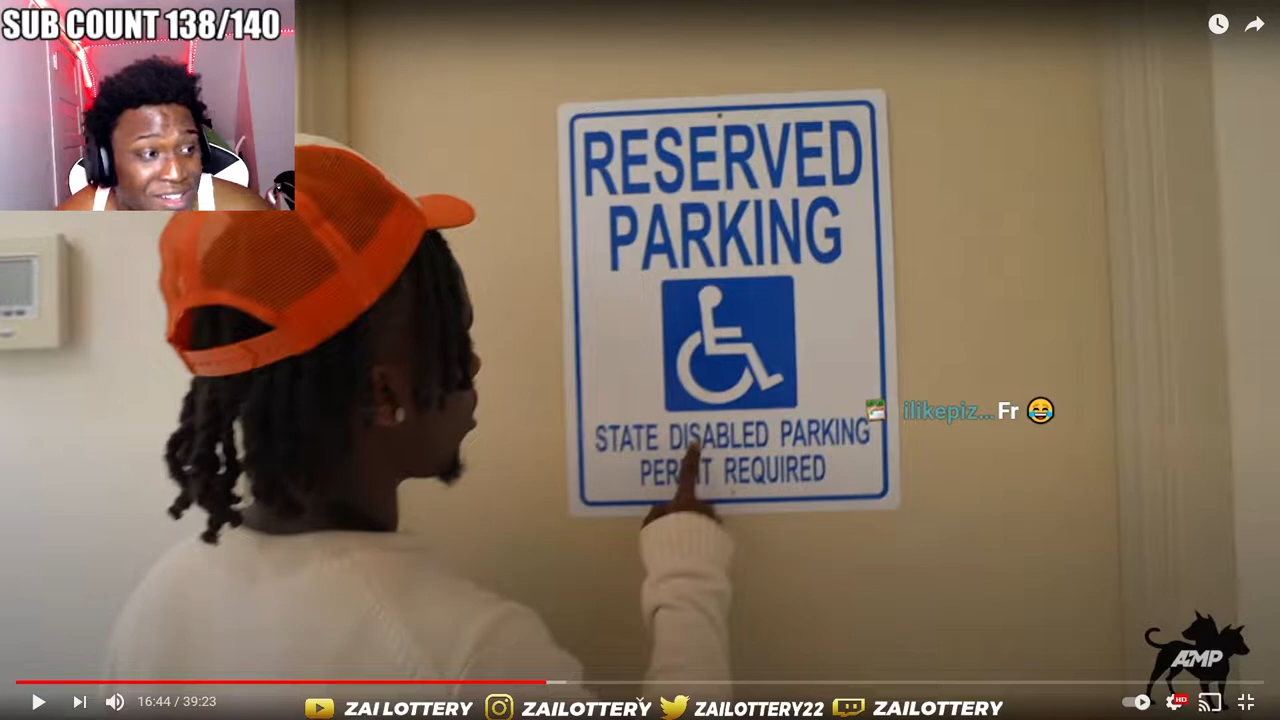 SUB COUNT 138/140
RESERVED
PARKING
STATE DISABLED PARKING
PERMIT REQUIRED
ilikepiz... Fr 😂
AMP
16:44 / 39:23
HD
ZAI LOTTERY
ZAILOTTERY
ZAILOTTERY22
ZAILOTTERY